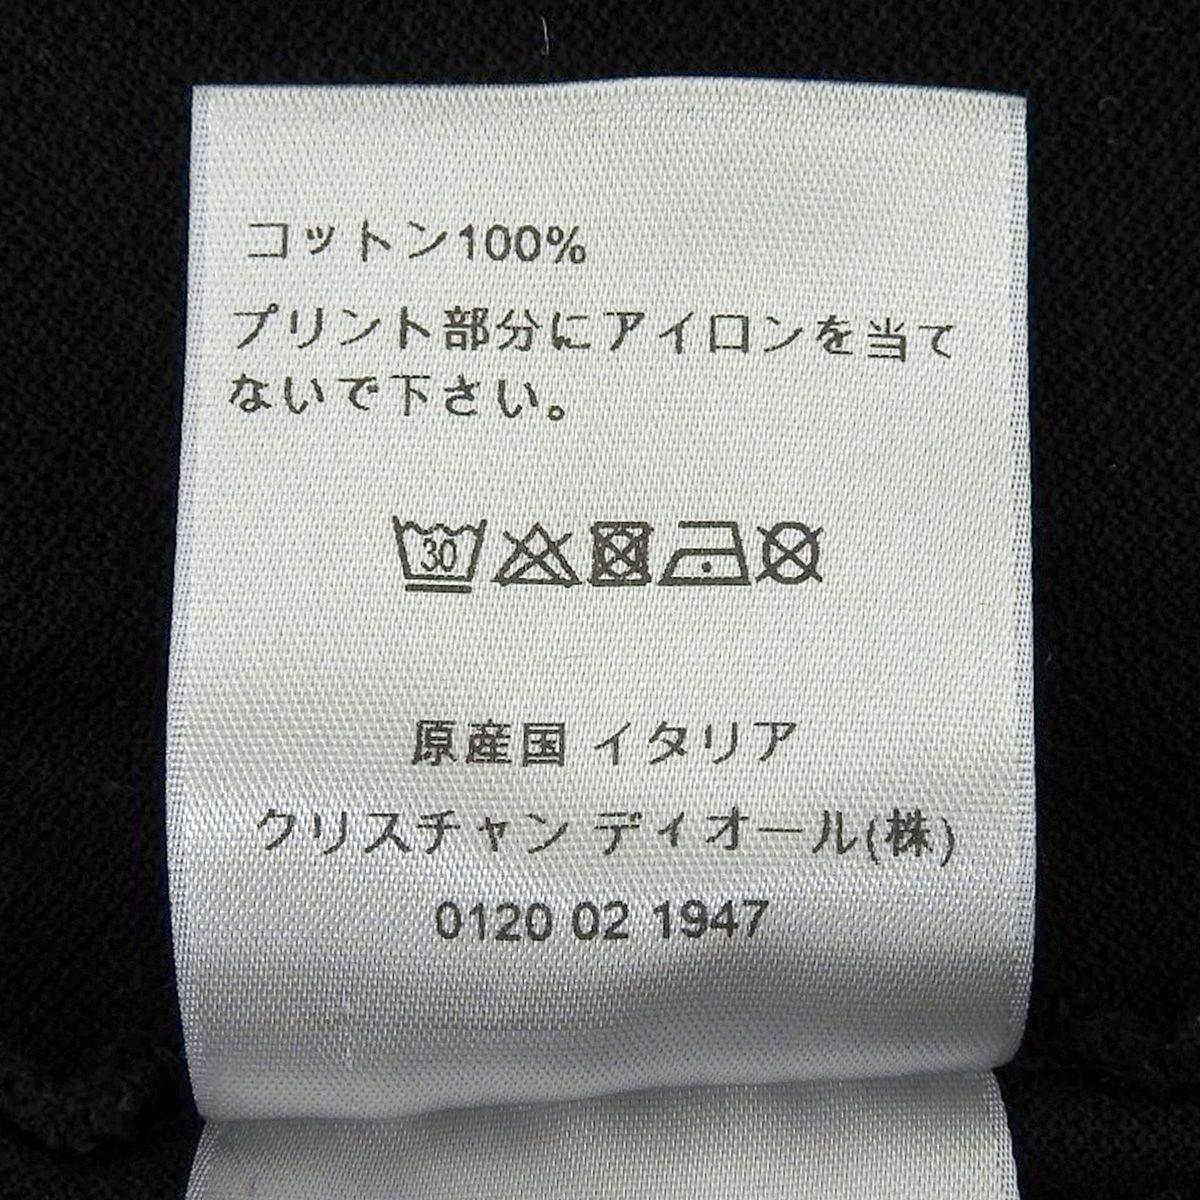 コットン100%
プリント部分にアイロンを当て
ないで下さい。
30
原産国 イタリア
クリスチャン ディオール(株)
0120 02 1947